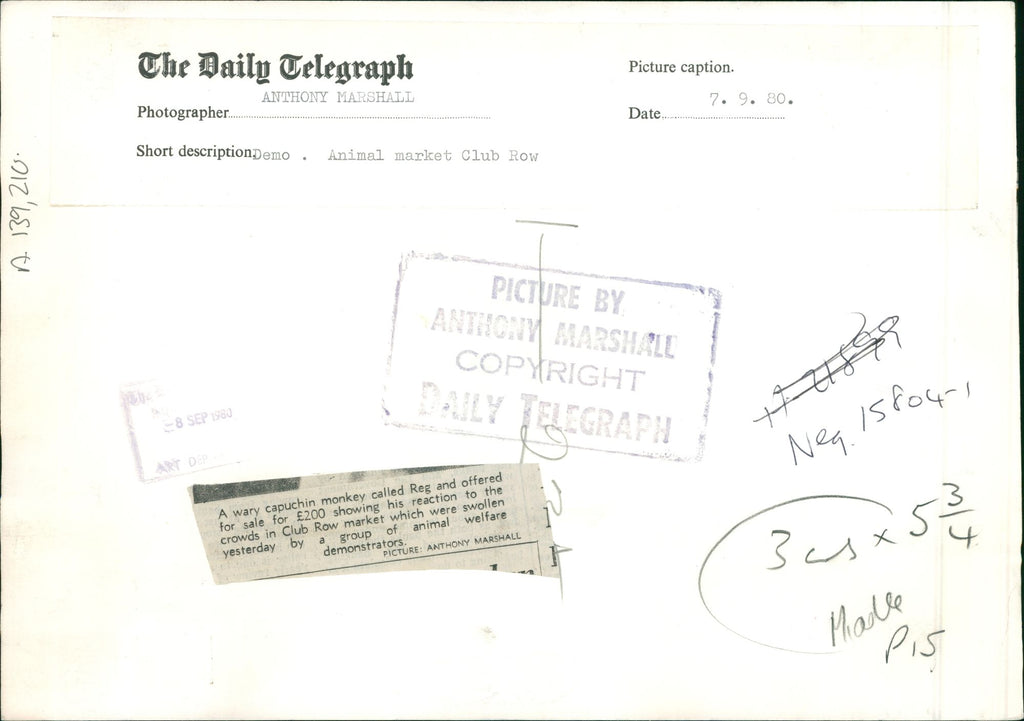 The Daily Telegraph
Picture caption.
ANTHONY MARSHALL
Photographer
7. 9. 80.
Date
Short description. Demo . Animal market Club Row
A 139,210.
PICTURE BY
ANTHONY MARSHALL
COPYRIGHT
DAILY TELEGRAPH
8 SEP 1980
ART
Neg. 15804-1
A wary capuchin monkey called Reg and offered
for sale for £200 showing his reaction to the
crowds in Club Row market which were swollen
yesterday by a group of animal welfare
demonstrators.
PICTURE: ANTHONY MARSHALL
3 cols x 5 3/4
P15